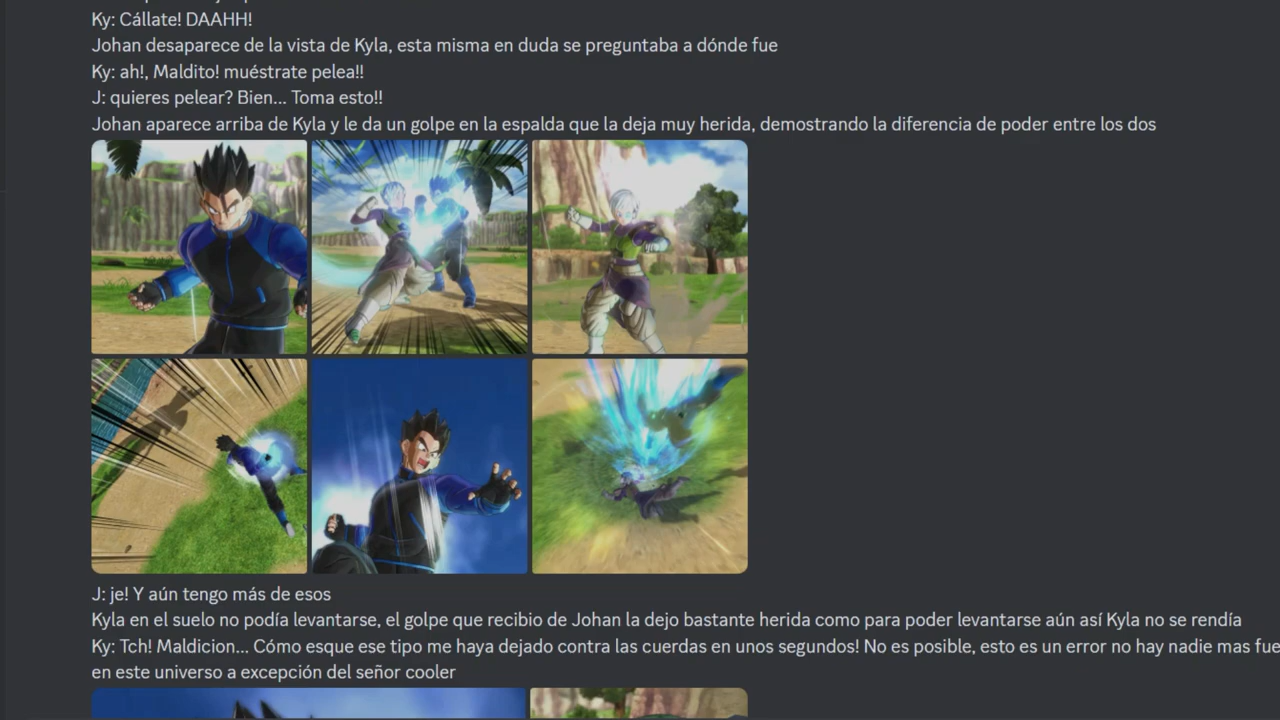 Ky: Cállate! DAAHH!
Johan desaparece de la vista de Kyla, esta misma en duda se preguntaba a dónde fue
Ky: ah!, Maldito! muéstrate pelea!!
J: quieres pelear? Bien... Toma esto!!
Johan aparece arriba de Kyla y le da un golpe en la espalda que la deja muy herida, demostrando la diferencia de poder entre los dos
J: je! Y aún tengo más de esos
Kyla en el suelo no podía levantarse, el golpe que recibio de Johan la dejo bastante herida como para poder levantarse aún así Kyla no se rendía
Ky: Tch! Maldicion... Cómo esque ese tipo me haya dejado contra las cuerdas en unos segundos! No es posible, esto es un error no hay nadie mas fue
en este universo a excepción del señor cooler